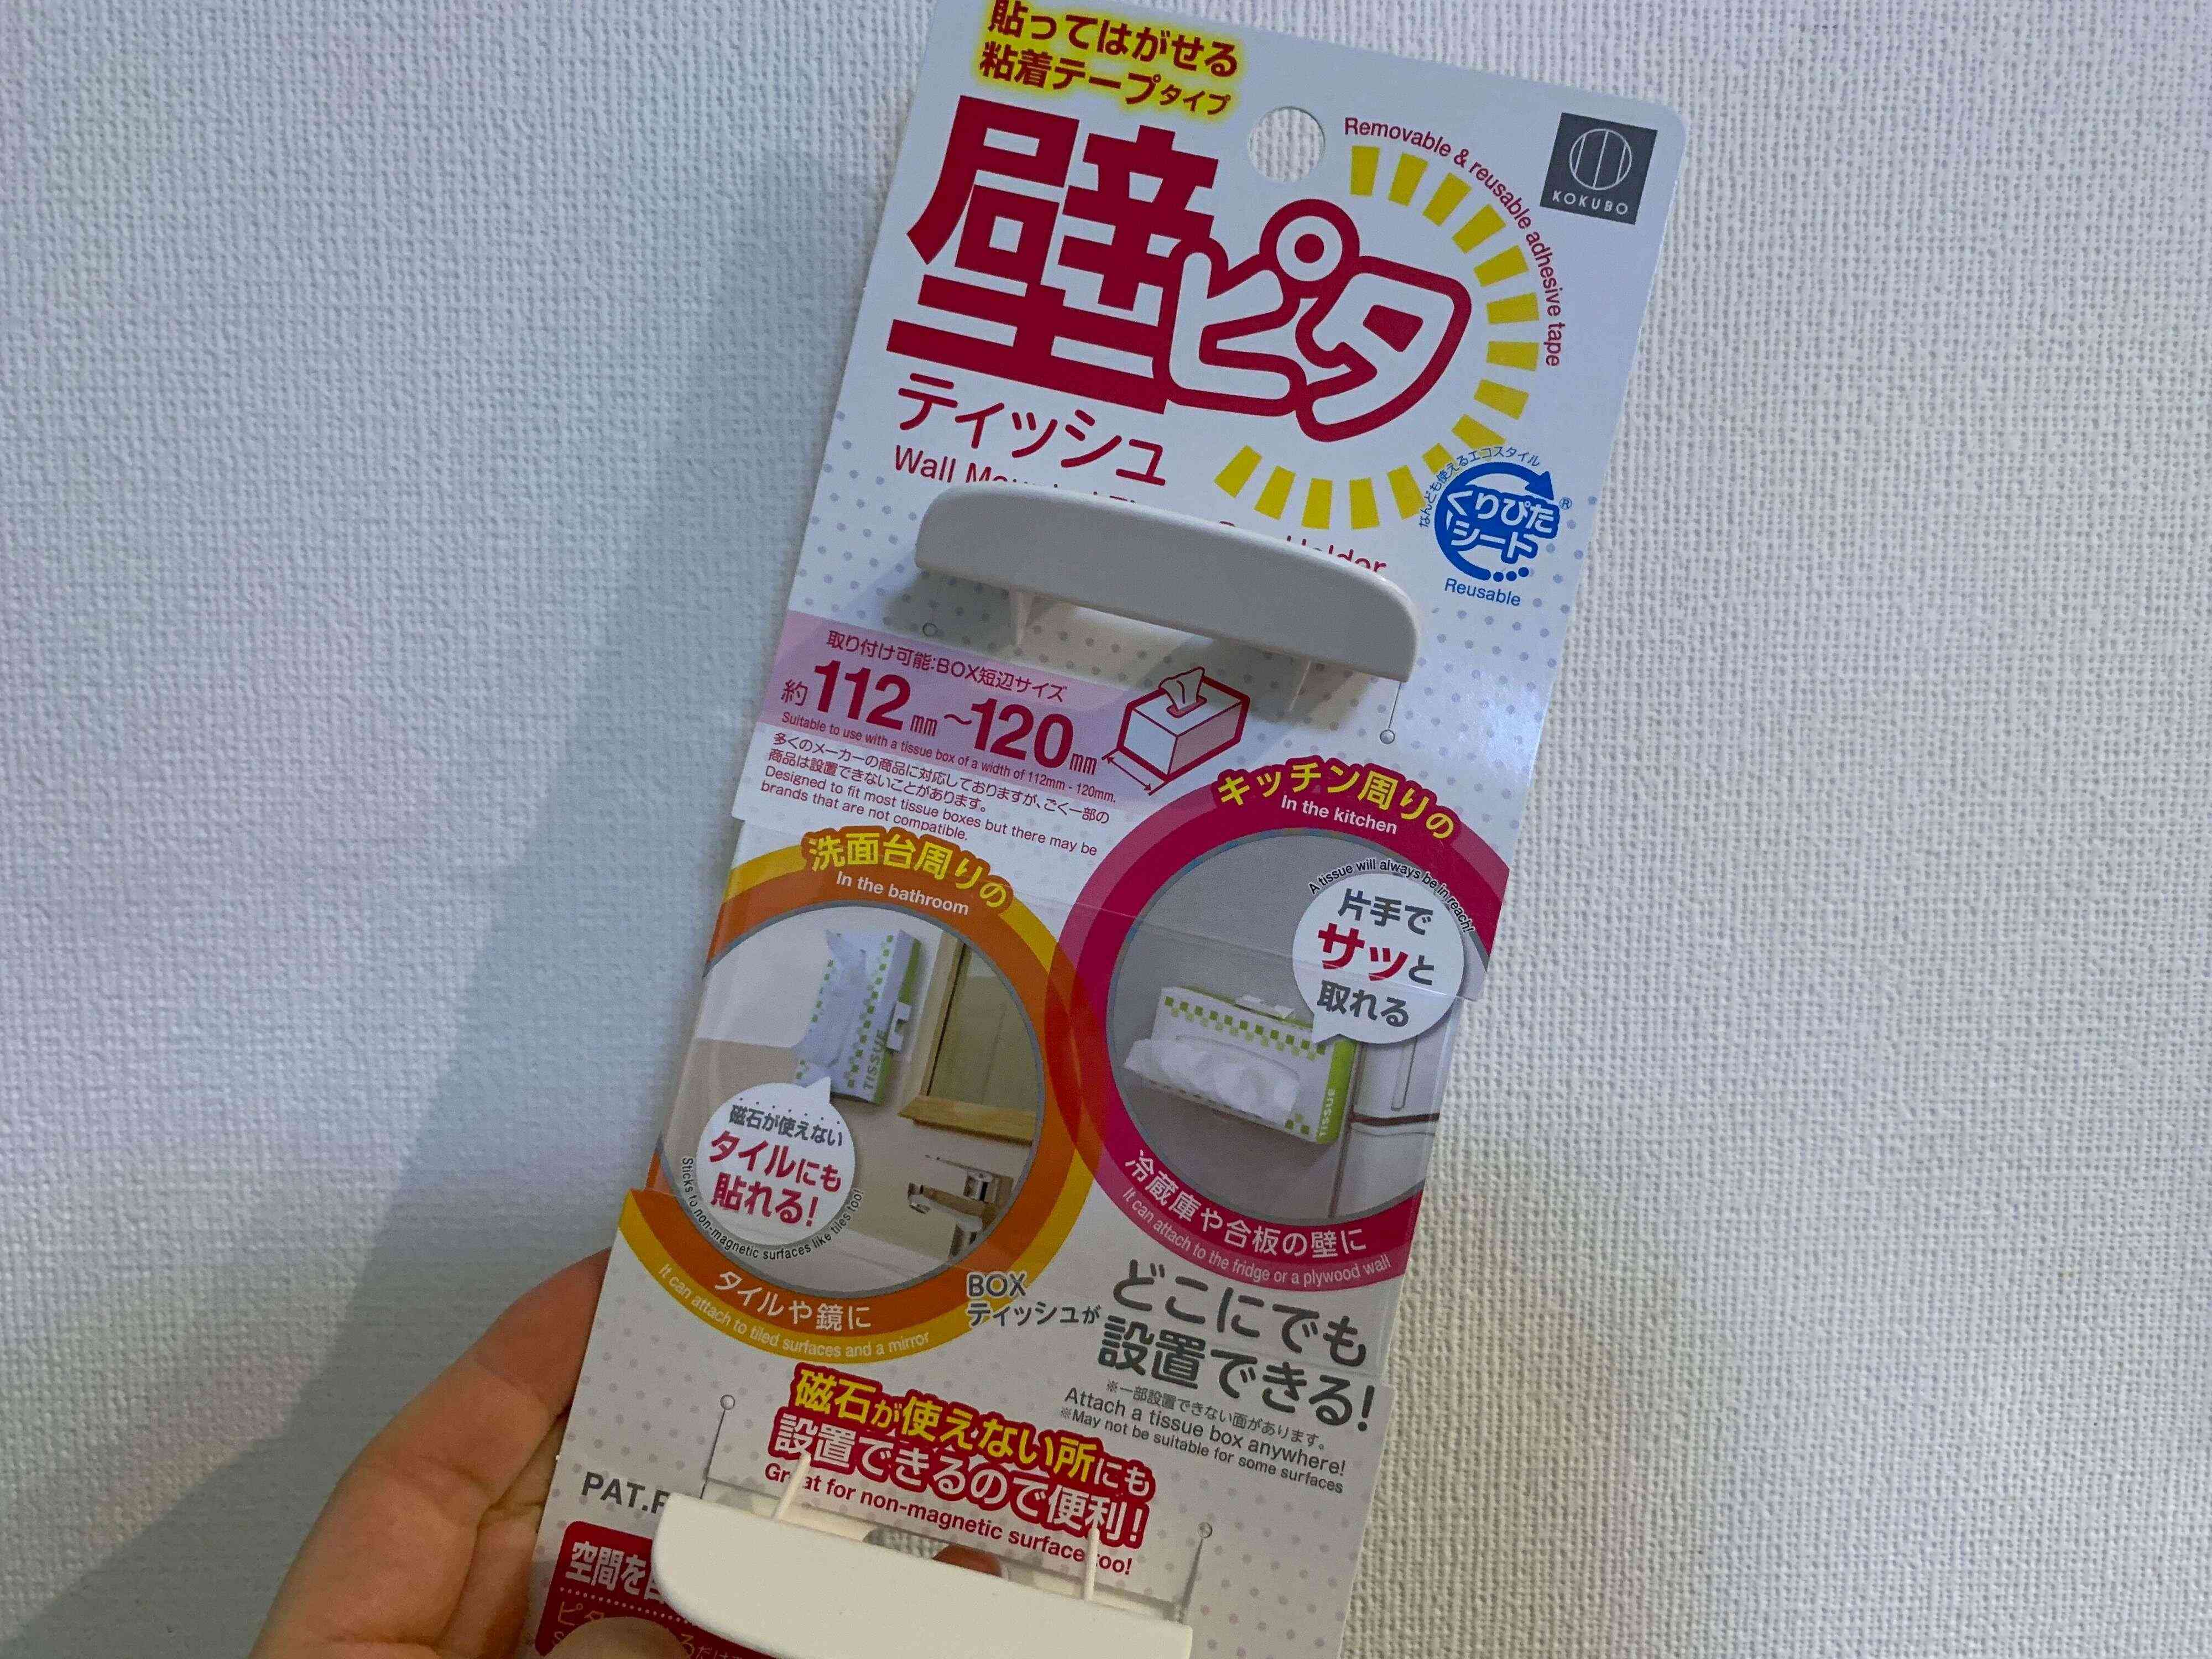 貼ってはがせる
粘着テープタイプ
Removable & reusable adhesive tape
KOKUBO
壁ピタ
ティッシュ
Wall
Holder
なんども使えるエコスタイル
くりぴた®
シート
Reusable
取り付け可能:BOX短辺サイズ
約112mm～120mm
Suitable to use with a tissue box of a width of 112mm - 120mm.
多くのメーカーの商品に対応しておりますが、ごく一部の
商品は設置できないことがあります。
Designed to fit most tissue boxes but there may be
brands that are not compatible.
キッチン周りの
In the kitchen
A tissue will always be in reach!
片手で
サッと
取れる
TISSUE
冷蔵庫や合板の壁に
It can attach to the fridge or a plywood wall
洗面台周りの
In the bathroom
TISSUE
磁石が使えない
タイルにも
貼れる!
Sticks to non-magnetic surfaces like tiles too!
タイルや鏡に
It can attach to tiled surfaces and a mirror
BOX
ティッシュが
どこにでも
設置できる!
※一部設置できない面があります。
Attach a tissue box anywhere!
※May not be suitable for some surfaces
磁石が使えない所にも
設置できるので便利!
Great for non-magnetic surface too!
PAT.P
空間を